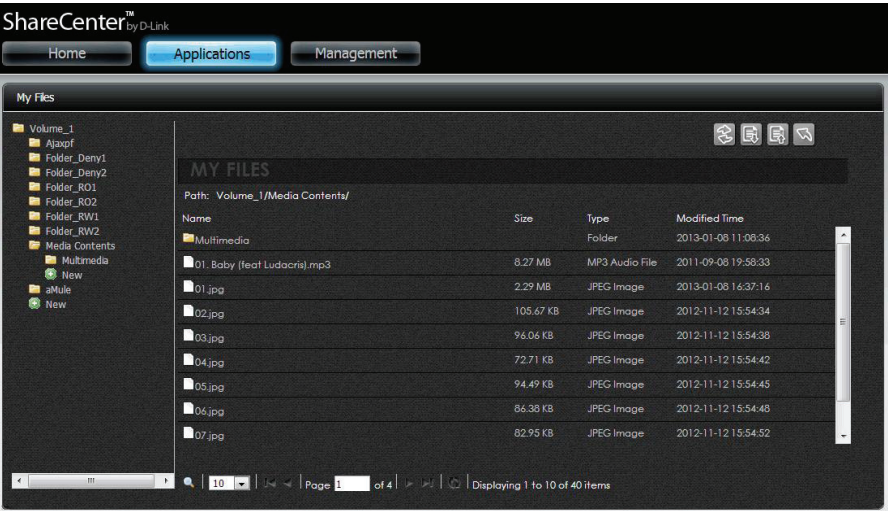 ShareCenter™ by D-Link
Home Applications Management
My Files
Volume_1
Ajaxpf
Folder_Deny1
Folder_Deny2
Folder_RO1
Folder_RO2
Folder_RW1
Folder_RW2
Media Contents
Multimedia
New
aMule
New
MY FILES
Path: Volume_1/Media Contents/
Name Size Type Modified Time
Multimedia Folder 2013-01-08 11:08:36
01. Baby (feat Ludacris).mp3 8.27 MB MP3 Audio File 2011-09-08 19:58:33
01.jpg 2.29 MB JPEG Image 2013-01-08 16:37:16
02.jpg 105.67 KB JPEG Image 2012-11-12 15:54:34
03.jpg 96.06 KB JPEG Image 2012-11-12 15:54:38
04.jpg 72.71 KB JPEG Image 2012-11-12 15:54:42
05.jpg 94.49 KB JPEG Image 2012-11-12 15:54:45
06.jpg 86.38 KB JPEG Image 2012-11-12 15:54:48
07.jpg 82.95 KB JPEG Image 2012-11-12 15:54:52
10 Page 1 of 4 Displaying 1 to 10 of 40 items